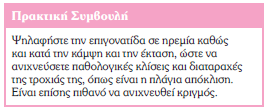 Πρακτική Συμβουλή
Ψηλαφήστε την επιγονατίδα σε ηρεμία καθώς
και κατά την κάμψη και την έκταση, ώστε να
ανιχνεύσετε παθολογικές κλίσεις και διαταραχές
της τροχιάς της, όπως είναι η πλάγια απόκλιση.
Είναι επίσης πιθανό να ανιχνευθεί κριγμός.